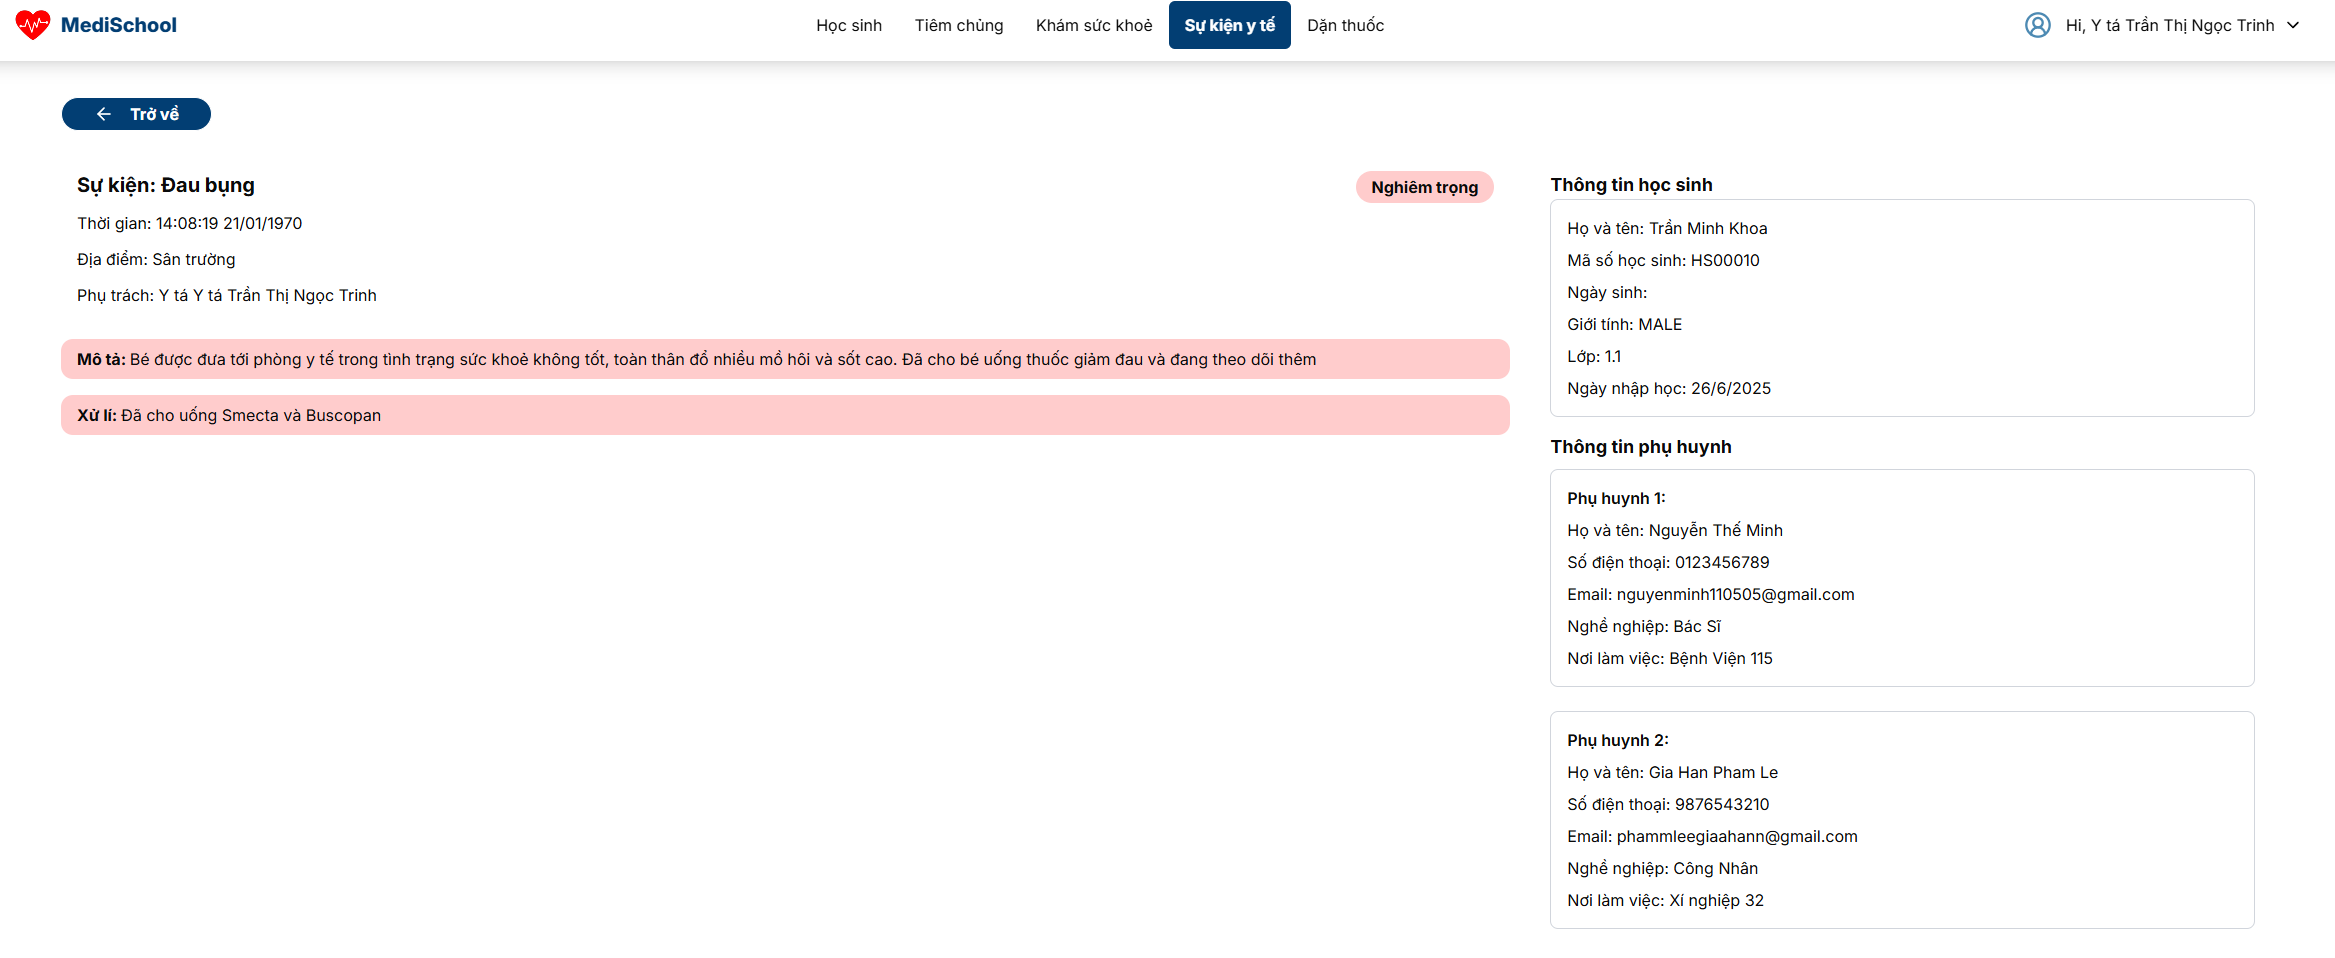 MediSchool
Học sinh
Tiêm chủng
Khám sức khoẻ
Sự kiện y tế
Dặn thuốc
Hi, Y tá Trần Thị Ngọc Trinh
Trở về
Sự kiện: Đau bụng
Nghiêm trọng
Thời gian: 14:08:19 21/01/1970
Địa điểm: Sân trường
Phụ trách: Y tá Y tá Trần Thị Ngọc Trinh
Mô tả: Bé được đưa tới phòng y tế trong tình trạng sức khoẻ không tốt, toàn thân đổ nhiều mồ hôi và sốt cao. Đã cho bé uống thuốc giảm đau và đang theo dõi thêm
Xử lí: Đã cho uống Smecta và Buscopan
Thông tin học sinh
Họ và tên: Trần Minh Khoa
Mã số học sinh: HS00010
Ngày sinh:
Giới tính: MALE
Lớp: 1.1
Ngày nhập học: 26/6/2025
Thông tin phụ huynh
Phụ huynh 1:
Họ và tên: Nguyễn Thế Minh
Số điện thoại: 0123456789
Email: nguyenminh110505@gmail.com
Nghề nghiệp: Bác Sĩ
Nơi làm việc: Bệnh Viện 115
Phụ huynh 2:
Họ và tên: Gia Han Pham Le
Số điện thoại: 9876543210
Email: phammleegiaahann@gmail.com
Nghề nghiệp: Công Nhân
Nơi làm việc: Xí nghiệp 32